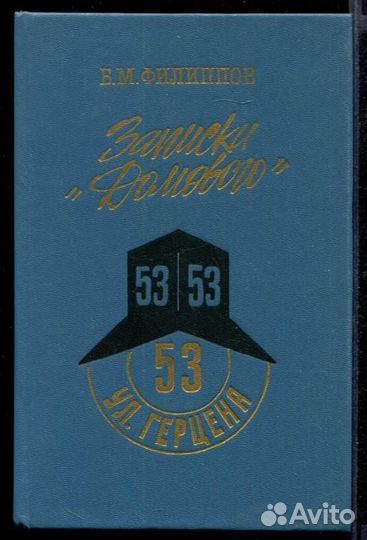 Б.М.ФИЛИППОВ
Записки
„Домового"
53 53
53
УЛ. ГЕРЦЕНА
Avito